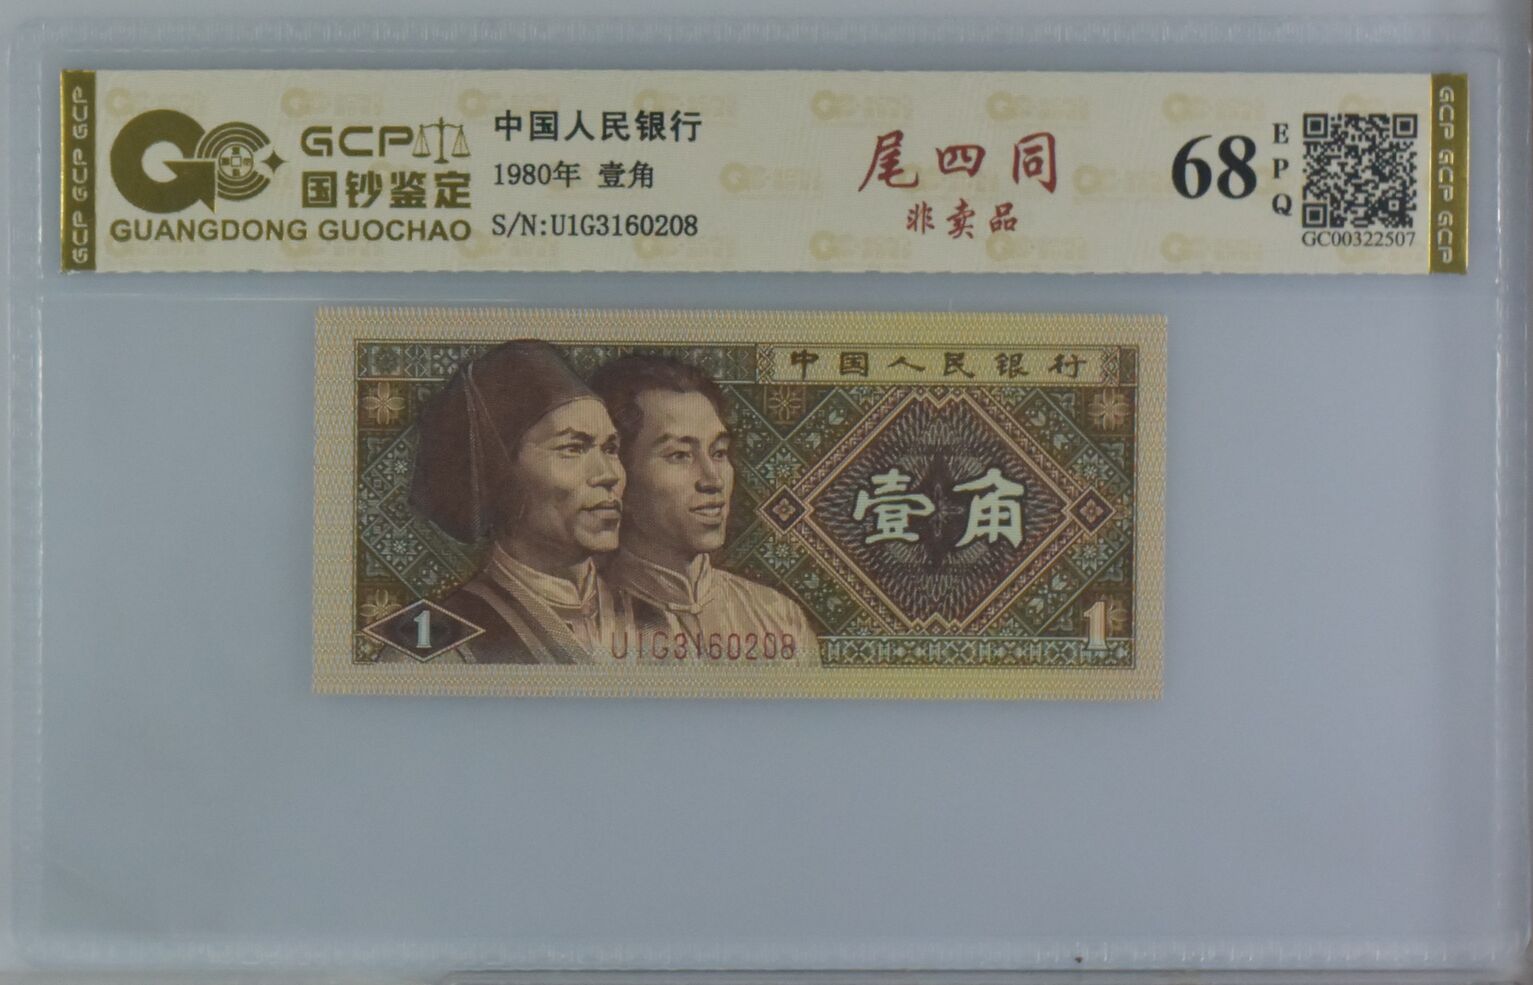 GCP GCP GCP
GCP
国钞鉴定
GUANGDONG GUOCHAO
中国人民银行
1980年 壹角
S/N:U1G3160208
尾四同
非卖品
68
EPQ
GC00322507
GCP GCP GCP
中国人民银行
壹角
1
U1G3160208
1